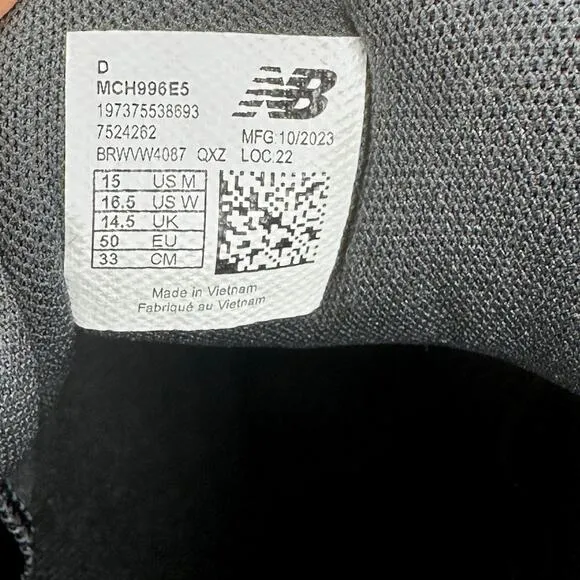 D
MCH996E5
NB
197375538693
7524262
MFG 10/2023
BRWVW4087 QXZ LOC:22
15 US M
16.5 US W
14.5 UK
50 EU
33 CM
Made in Vietnam
Fabriqué au Vietnam